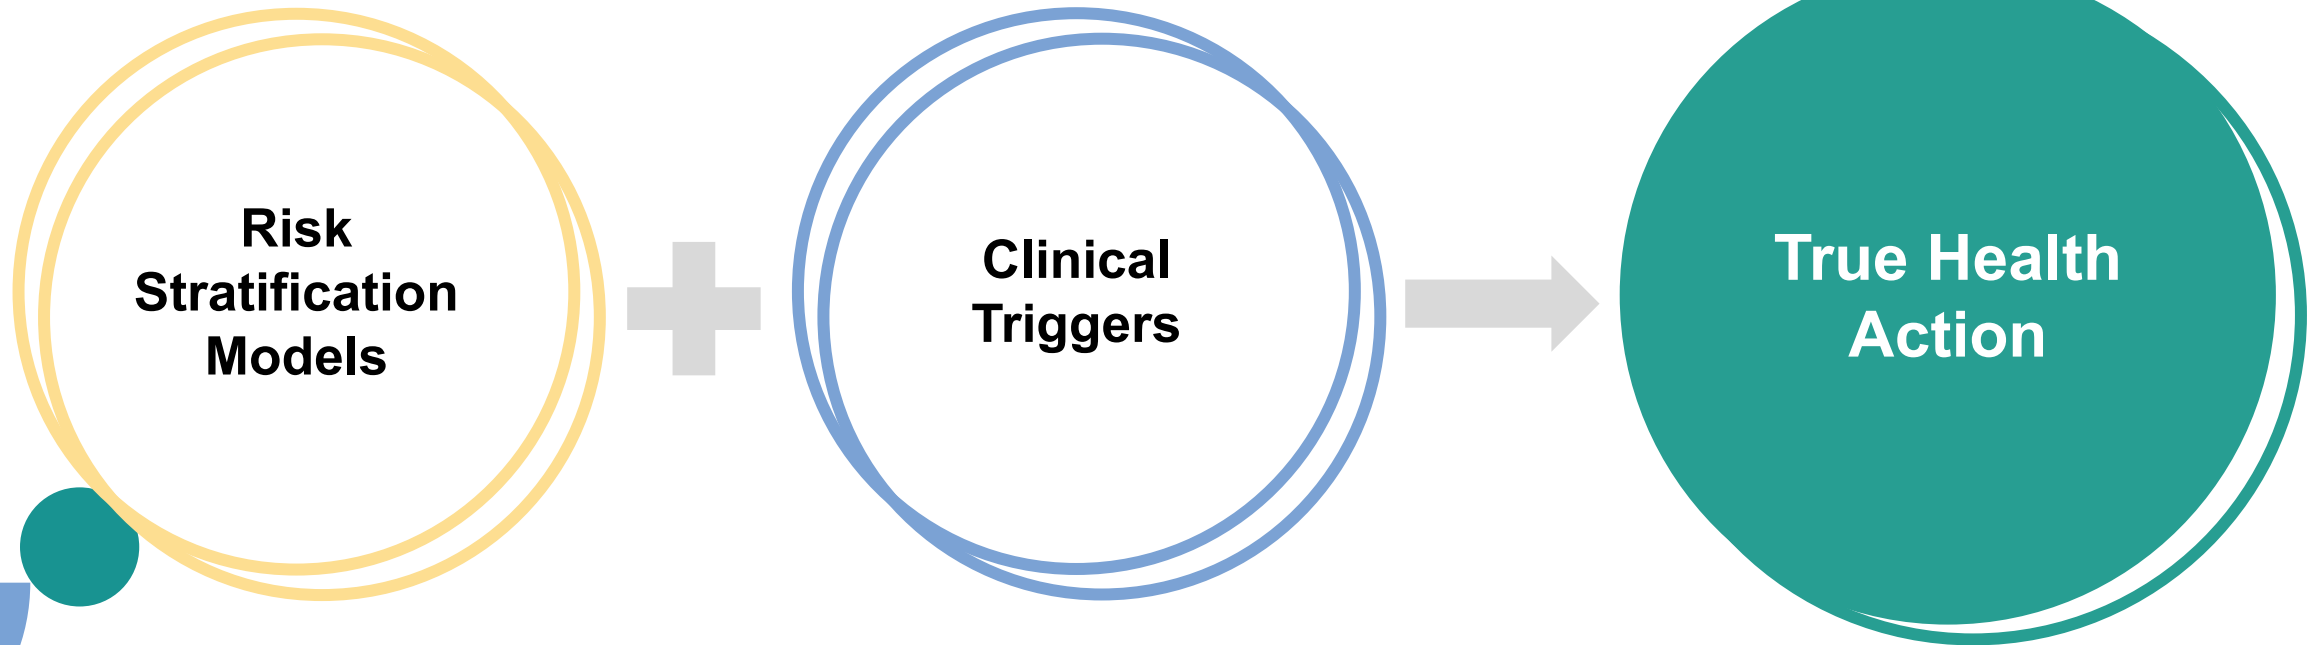 Risk
Stratification
Models
Clinical
Triggers
True Health
Action